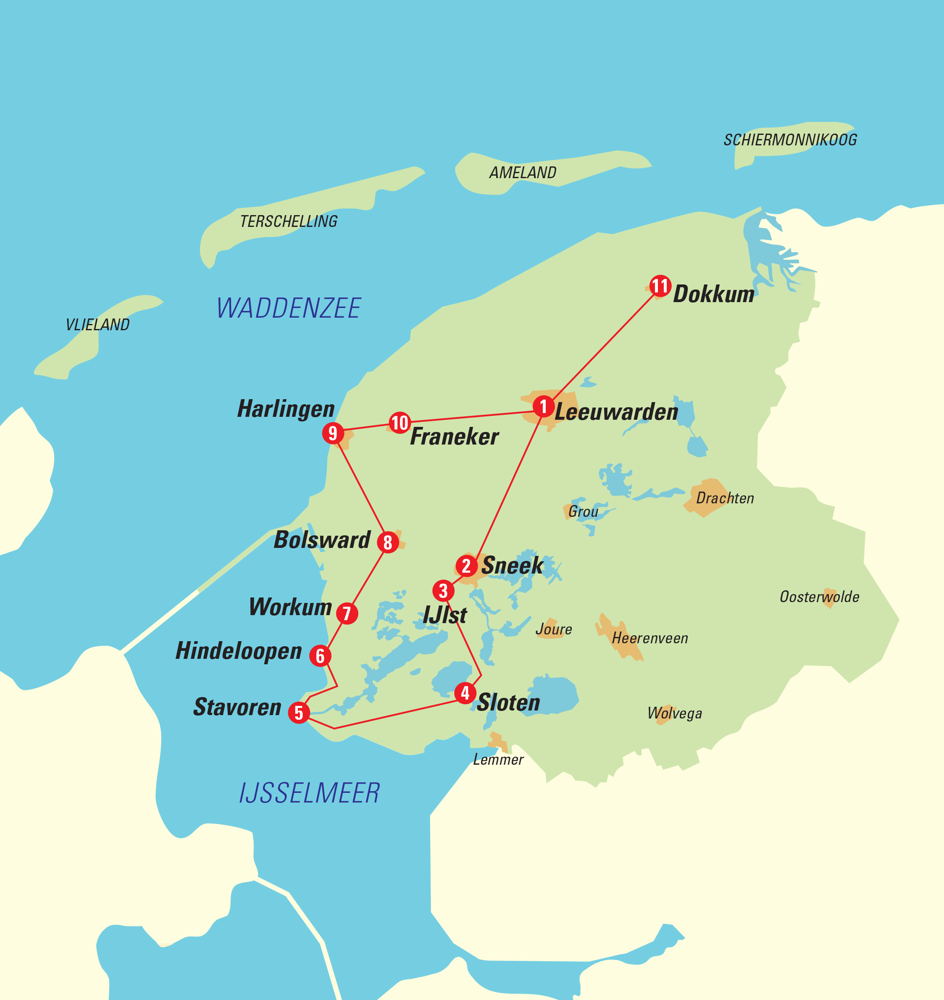 SCHIERMONNIKOOG
AMELAND
TERSCHELLING
11
Dokkum
WADDENZEE
VLIELAND
Harlingen
1
Leeuwarden
10
9
Franeker
Drachten
Grou
Bolsward
8
2
Sneek
3
Oosterwolde
Workum
7
IJlst
Joure
Heerenveen
Hindeloopen
6
4
Sloten
Stavoren
5
Wolvega
Lemmer
IJSSELMEER